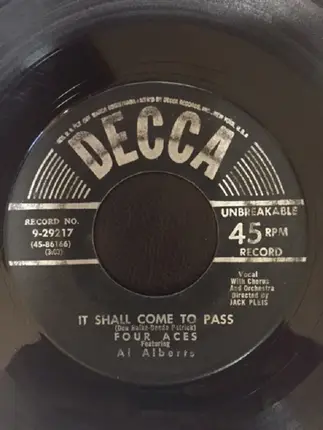 DECCA
RECORD NO.
9-29217
(45-86166)
UNBREAKABLE
45 RPM
RECORD
Vocal
With Chorus
And Orchestra
Directed by
JACK PLEIS
IT SHALL COME TO PASS
FOUR ACES
Featuring
Al Alberts